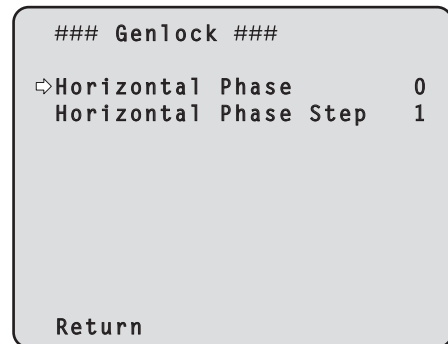 ### Genlock ###
⇨Horizontal Phase 0
Horizontal Phase Step 1
Return